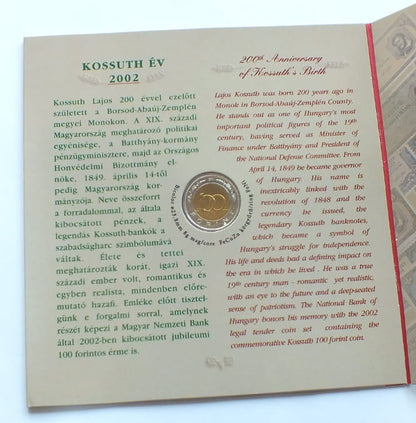 KOSSUTH ÉV
2002
Kossuth Lajos 200 évvel ezelőtt
született a Borsod-Abaúj-Zemplén
megyei Monokon. A XIX. századi
Magyarország meghatározó politikai
egyénisége, a Batthyány-kormány
pénzügyminisztere, majd az Országos
Honvédelmi Bizottmány el-
nöke, 1849. április 14-től
pedig Magyarország kor-
mányzója. Neve összeforrt
a forradalommal, az általa
kibocsátott pénzek, a
legendás Kossuth-bankók a
szabadságharc szimbólumává
váltak. Élete és tettei
meghatározták korát, igazi XIX.
századi ember volt, romantikus és
egyben realista, mindenben előre-
mutató hazafi. Emléke előtt tisztel-
günk e forgalmi sorral, amelynek
részét képezi a Magyar Nemzeti Bank
által 2002-ben kibocsátott jubileumi
100 forintos érme is.
200th Anniversary
of Kossuth's Birth
Lajos Kossuth was born 200 years ago in
Monok in Borsod-Abaúj-Zemplén County.
He stands out as one of Hungary's most
important political figures of the 19th
century, having served as Minister of
Finance under Batthyány and President of
the National Defense Committee. From
April 14, 1849 he became governor
of Hungary. His name is
inextricably linked with the
revolution of 1848 and the
currency he issued, the
legendary Kossuth banknotes,
which became a symbol of
Hungary's struggle for independence.
His life and deeds had a defining impact on
the era in which he lived. He was a true
19th century man - romantic yet realistic,
with an eye to the future and a deep-seated
sense of patriotism. The National Bank of
Hungary honors his memory with the 2002
legal tender coin set containing the
commemorative Kossuth 100 forint coin.
200